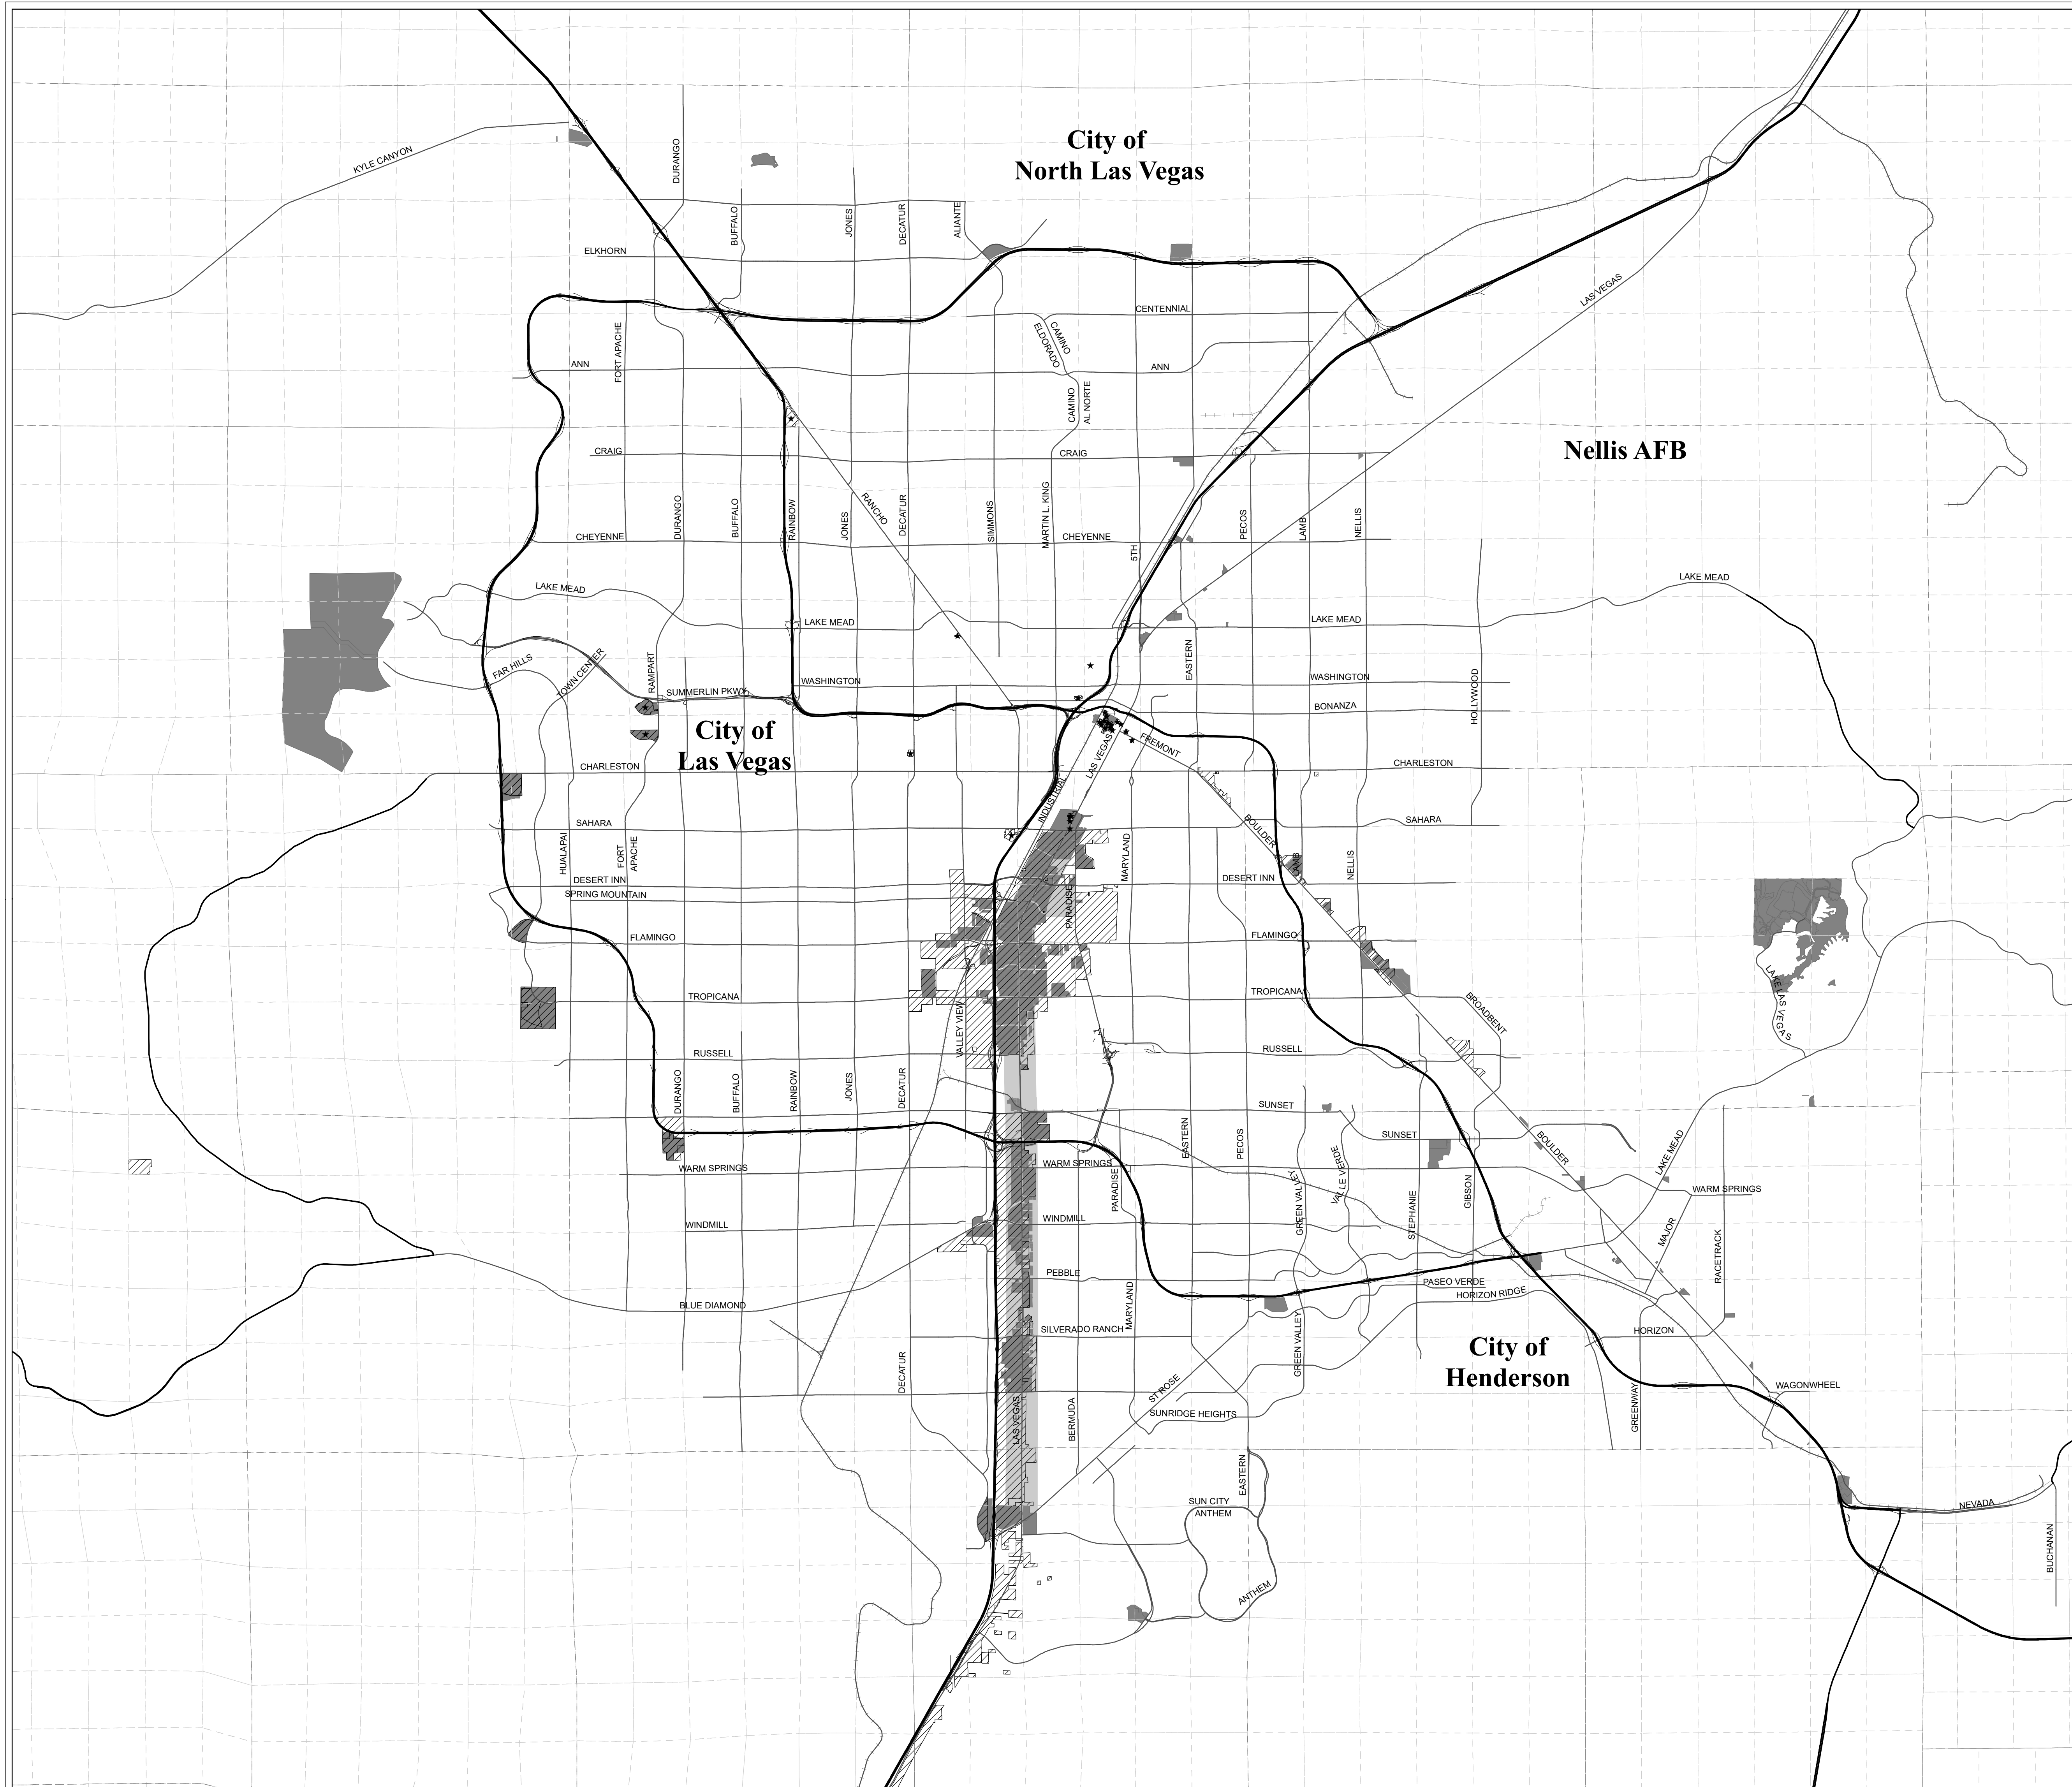 City of
North Las Vegas
KYLE CANYON
DURANGO
BUFFALO
JONES
DECATUR
ALIANTE
ELKHORN
LAS VEGAS
CENTENNIAL
CAMINO
ELDORADO
FORT APACHE
ANN
ANN
CAMINO
AL NORTE
Nellis AFB
CRAIG
CRAIG
RANCHO
DURANGO
BUFFALO
RAINBOW
JONES
DECATUR
SIMMONS
MARTIN L. KING
PECOS
LAMB
NELLIS
CHEYENNE
CHEYENNE
5TH
LAKE MEAD
LAKE MEAD
LAKE MEAD
LAKE MEAD
EASTERN
FAR HILLS
TOWN CENTER
RAMPART
SUMMERLIN PKWY
WASHINGTON
WASHINGTON
HOLLYWOOD
BONANZA
City of
Las Vegas
FREMONT
LAS VEGAS
CHARLESTON
CHARLESTON
INDUSTRIAL
SAHARA
BOULDER
SAHARA
HUALAPAI
FORT
APACHE
MARYLAND
LAMB
NELLIS
DESERT INN
DESERT INN
SPRING MOUNTAIN
PARADISE
FLAMINGO
FLAMINGO
LAKE LAS VEGAS
TROPICANA
TROPICANA
BROADBENT
VALLEY VIEW
RUSSELL
RUSSELL
DURANGO
BUFFALO
RAINBOW
JONES
DECATUR
SUNSET
SUNSET
EASTERN
PECOS
BOULDER
LAKE MEAD
WARM SPRINGS
WARM SPRINGS
PARADISE
GREEN VALVEY
VALLE VERDE
STEPHANIE
GIBSON
WARM SPRINGS
WINDMILL
WINDMILL
MAJOR
RACETRACK
PEBBLE
PASEO VERDE
HORIZON RIDGE
BLUE DIAMOND
MARYLAND
SILVERADO RANCH
GREEN VALLEY
HORIZON
City of
Henderson
DECATUR
ST ROSE
WAGONWHEEL
LAS VEGAS
BERMUDA
SUNRIDGE HEIGHTS
GREENWAY
EASTERN
SUN CITY
ANTHEM
NEVADA
BUCHANAN
ANTHEM